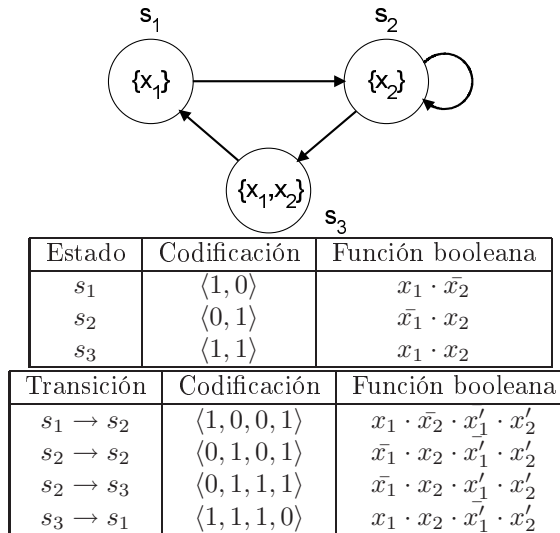 s₁ s₂
{x₁} {x₂}
{x₁,x₂}
s₃
Estado Codificación Función booleana
s₁ ⟨1, 0⟩ x₁ · x̄₂
s₂ ⟨0, 1⟩ x̄₁ · x₂
s₃ ⟨1, 1⟩ x₁ · x₂
Transición Codificación Función booleana
s₁ → s₂ ⟨1, 0, 0, 1⟩ x₁ · x̄₂ · x̄′₁ · x′₂
s₂ → s₂ ⟨0, 1, 0, 1⟩ x̄₁ · x₂ · x̄′₁ · x′₂
s₂ → s₃ ⟨0, 1, 1, 1⟩ x̄₁ · x₂ · x′₁ · x′₂
s₃ → s₁ ⟨1, 1, 1, 0⟩ x₁ · x₂ · x̄′₁ · x′₂